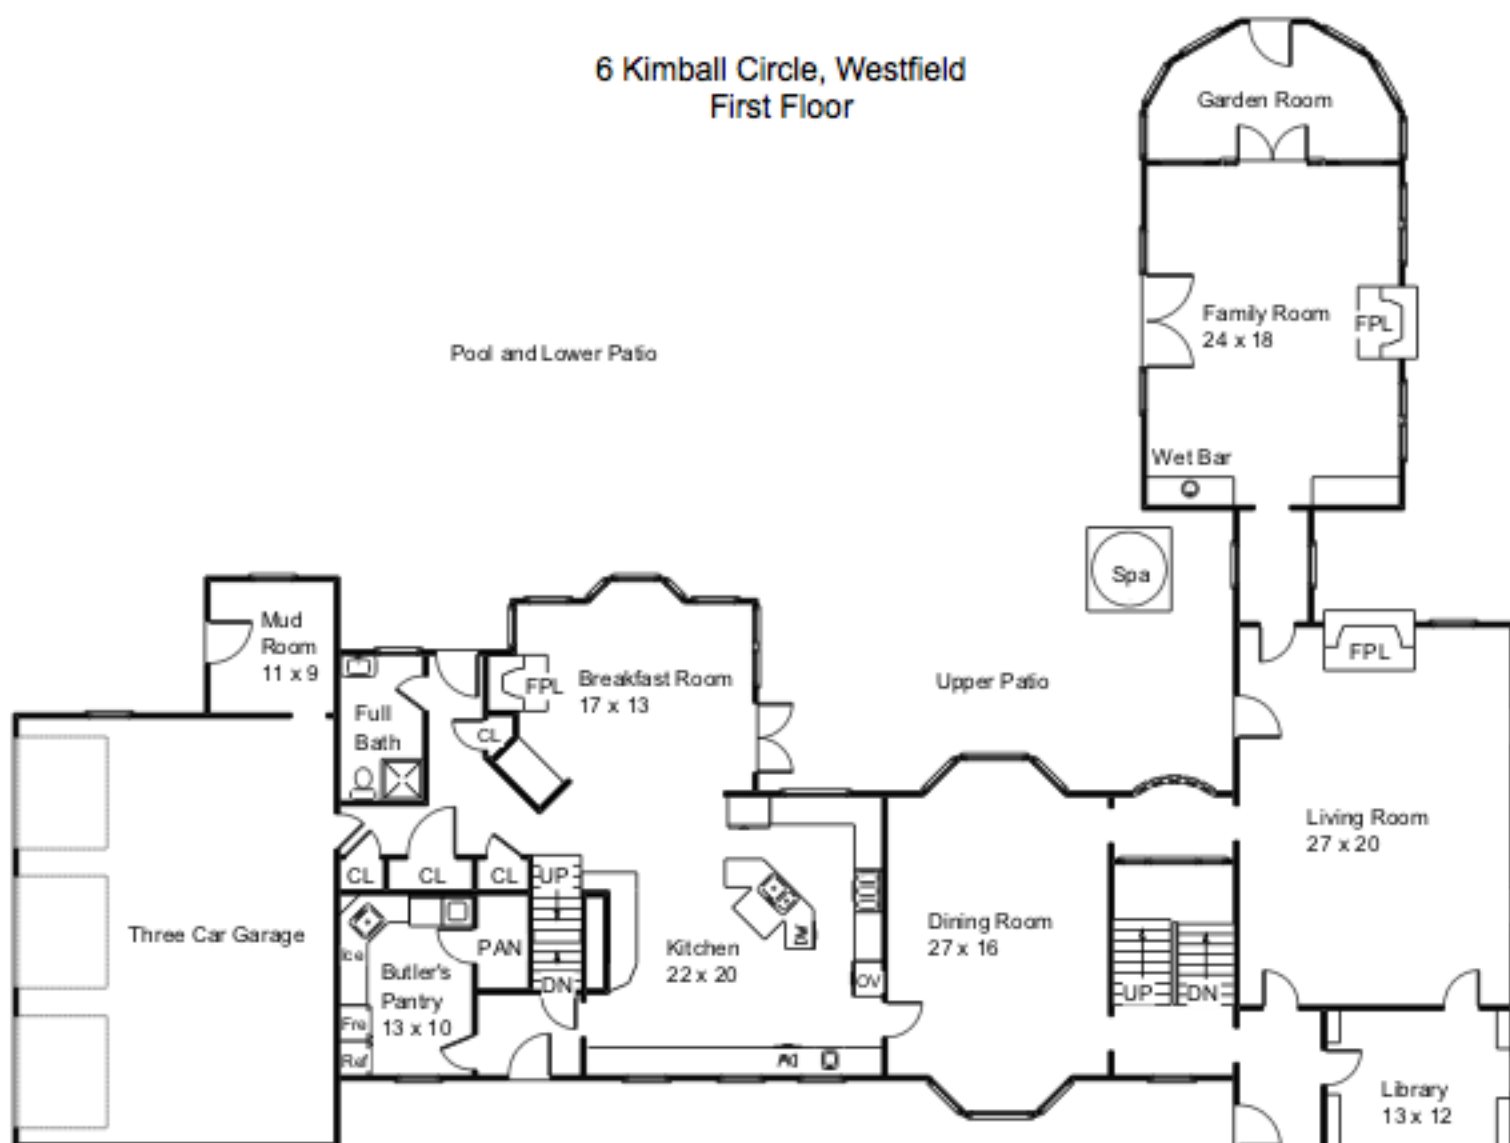 6 Kimball Circle, Westfield
First Floor
Garden Room
Family Room
24 x 18
FPL
Pool and Lower Patio
Wet Bar
Spa
Mud
Room
11 x 9
FPL
Breakfast Room
17 x 13
Upper Patio
FPL
Full
Bath
CL
Living Room
27 x 20
CL
CL
CL
UP
Three Car Garage
PAN
Kitchen
22 x 20
DW
Dining Room
27 x 16
Ice
Butler's
Pantry
13 x 10
DN
OV
UP
DN
Fre
Ref
DW
Library
13 x 12